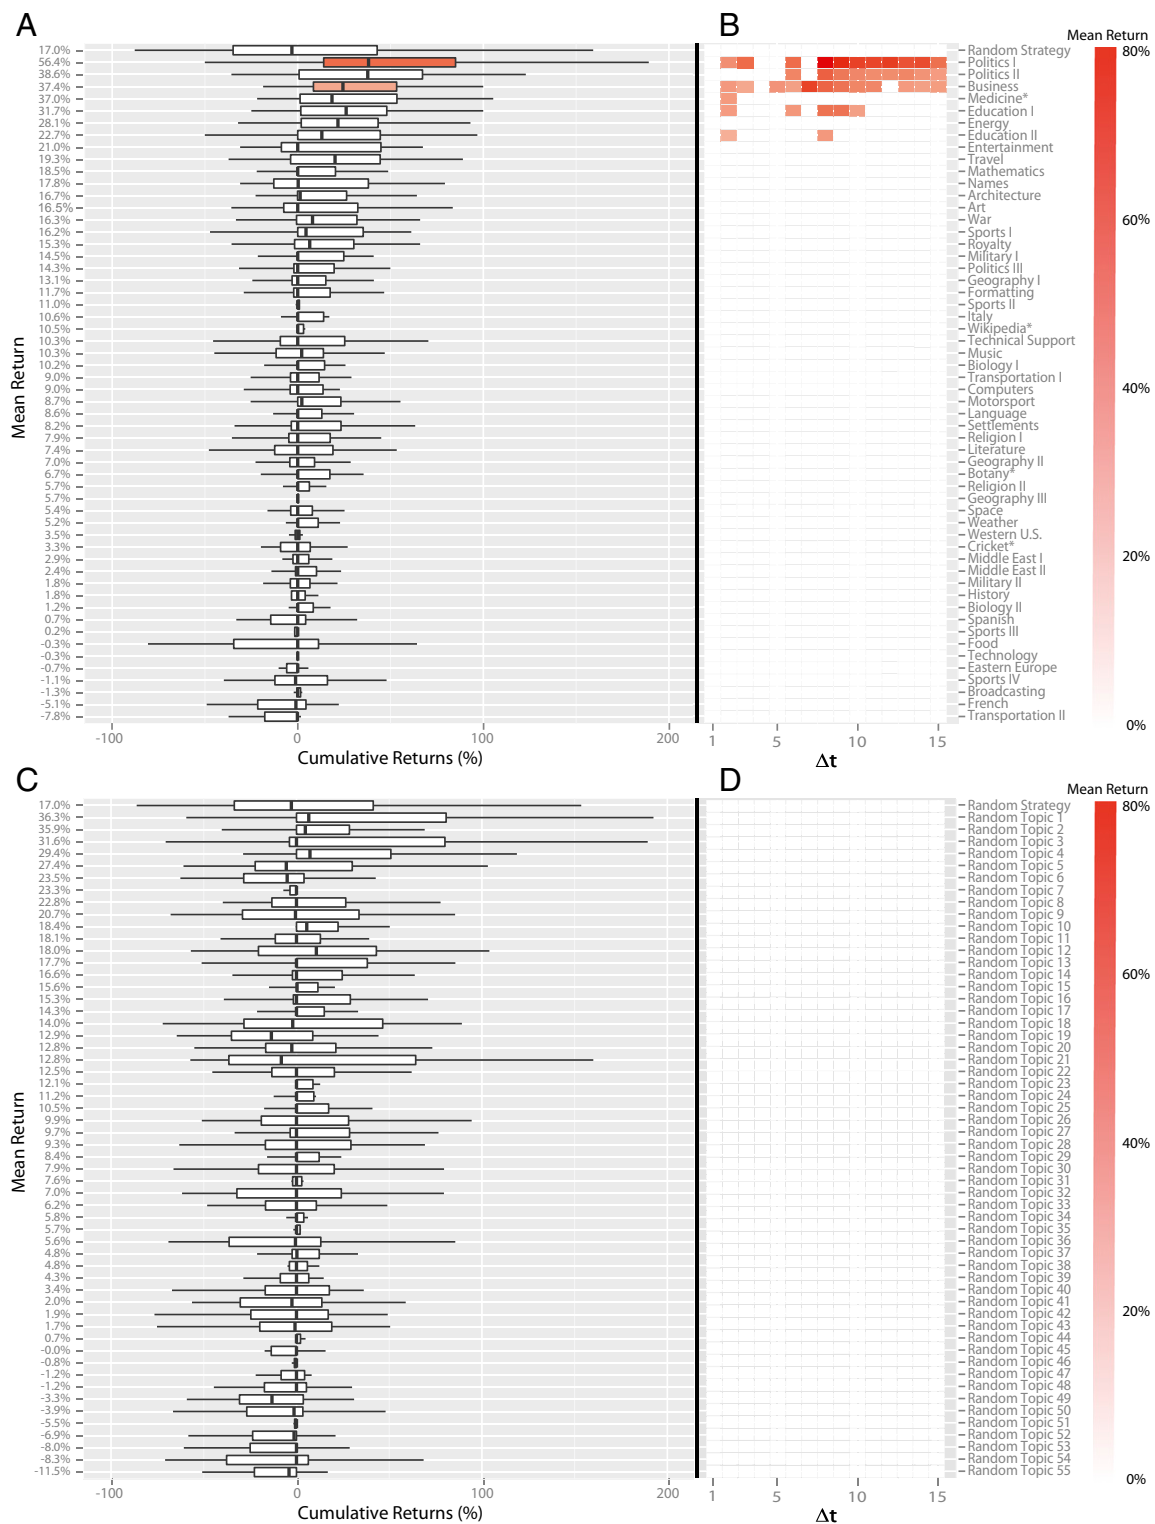 A
B
Mean Return
17.0% Random Strategy 80%
56.4% Politics I
38.6% Politics II
37.4% Business
37.0% Medicine*
31.7% Education I
28.1% Energy
22.7% Education II
21.0% Entertainment
19.3% Travel
18.5% Mathematics
17.8% Names
16.7% Architecture
16.5% Art
16.3% War 60%
16.2% Sports I
15.3% Royalty
14.5% Military I
14.3% Politics III
13.1% Geography I
11.7% Formatting
11.0% Sports II
10.6% Italy
10.5% Wikipedia*
10.3% Technical Support
10.3% Music
10.2% Biology I
9.0% Transportation I
9.0% Computers 40%
8.7% Motorsport
8.6% Language
8.2% Settlements
7.9% Religion I
7.4% Literature
7.0% Geography II
6.7% Botany*
5.7% Religion II
5.7% Geography III
5.4% Space
5.2% Weather
3.5% Western U.S.
3.3% Cricket*
2.9% Middle East I 20%
2.4% Middle East II
1.8% Military II
1.8% History
1.2% Biology II
0.7% Spanish
0.2% Sports III
-0.3% Food
-0.3% Technology
-0.7% Eastern Europe
-1.1% Sports IV
-1.3% Broadcasting
-5.1% French
-7.8% Transportation II 0%
Mean Return
-100 0 100 200 1 5 10 15
Cumulative Returns (%) Δt
C
D
Mean Return
17.0% Random Strategy 80%
36.3% Random Topic 1
35.9% Random Topic 2
31.6% Random Topic 3
29.4% Random Topic 4
27.4% Random Topic 5
23.5% Random Topic 6
23.3% Random Topic 7
22.8% Random Topic 8
20.7% Random Topic 9
18.4% Random Topic 10
18.1% Random Topic 11
18.0% Random Topic 12
17.7% Random Topic 13
16.6% Random Topic 14 60%
15.6% Random Topic 15
15.3% Random Topic 16
14.3% Random Topic 17
14.0% Random Topic 18
12.9% Random Topic 19
12.8% Random Topic 20
12.8% Random Topic 21
12.5% Random Topic 22
12.1% Random Topic 23
11.2% Random Topic 24
10.5% Random Topic 25
9.9% Random Topic 26
9.7% Random Topic 27
9.3% Random Topic 28 40%
8.4% Random Topic 29
7.9% Random Topic 30
7.6% Random Topic 31
7.0% Random Topic 32
6.2% Random Topic 33
5.8% Random Topic 34
5.7% Random Topic 35
5.6% Random Topic 36
4.8% Random Topic 37
4.8% Random Topic 38
4.3% Random Topic 39
3.4% Random Topic 40
2.0% Random Topic 41
1.9% Random Topic 42 20%
1.7% Random Topic 43
0.7% Random Topic 44
-0.0% Random Topic 45
-0.8% Random Topic 46
-1.2% Random Topic 47
-1.2% Random Topic 48
-3.3% Random Topic 49
-3.9% Random Topic 50
-5.5% Random Topic 51
-6.9% Random Topic 52
-8.0% Random Topic 53
-8.3% Random Topic 54
-11.5% Random Topic 55 0%
Mean Return
-100 0 100 200 1 5 10 15
Cumulative Returns (%) Δt